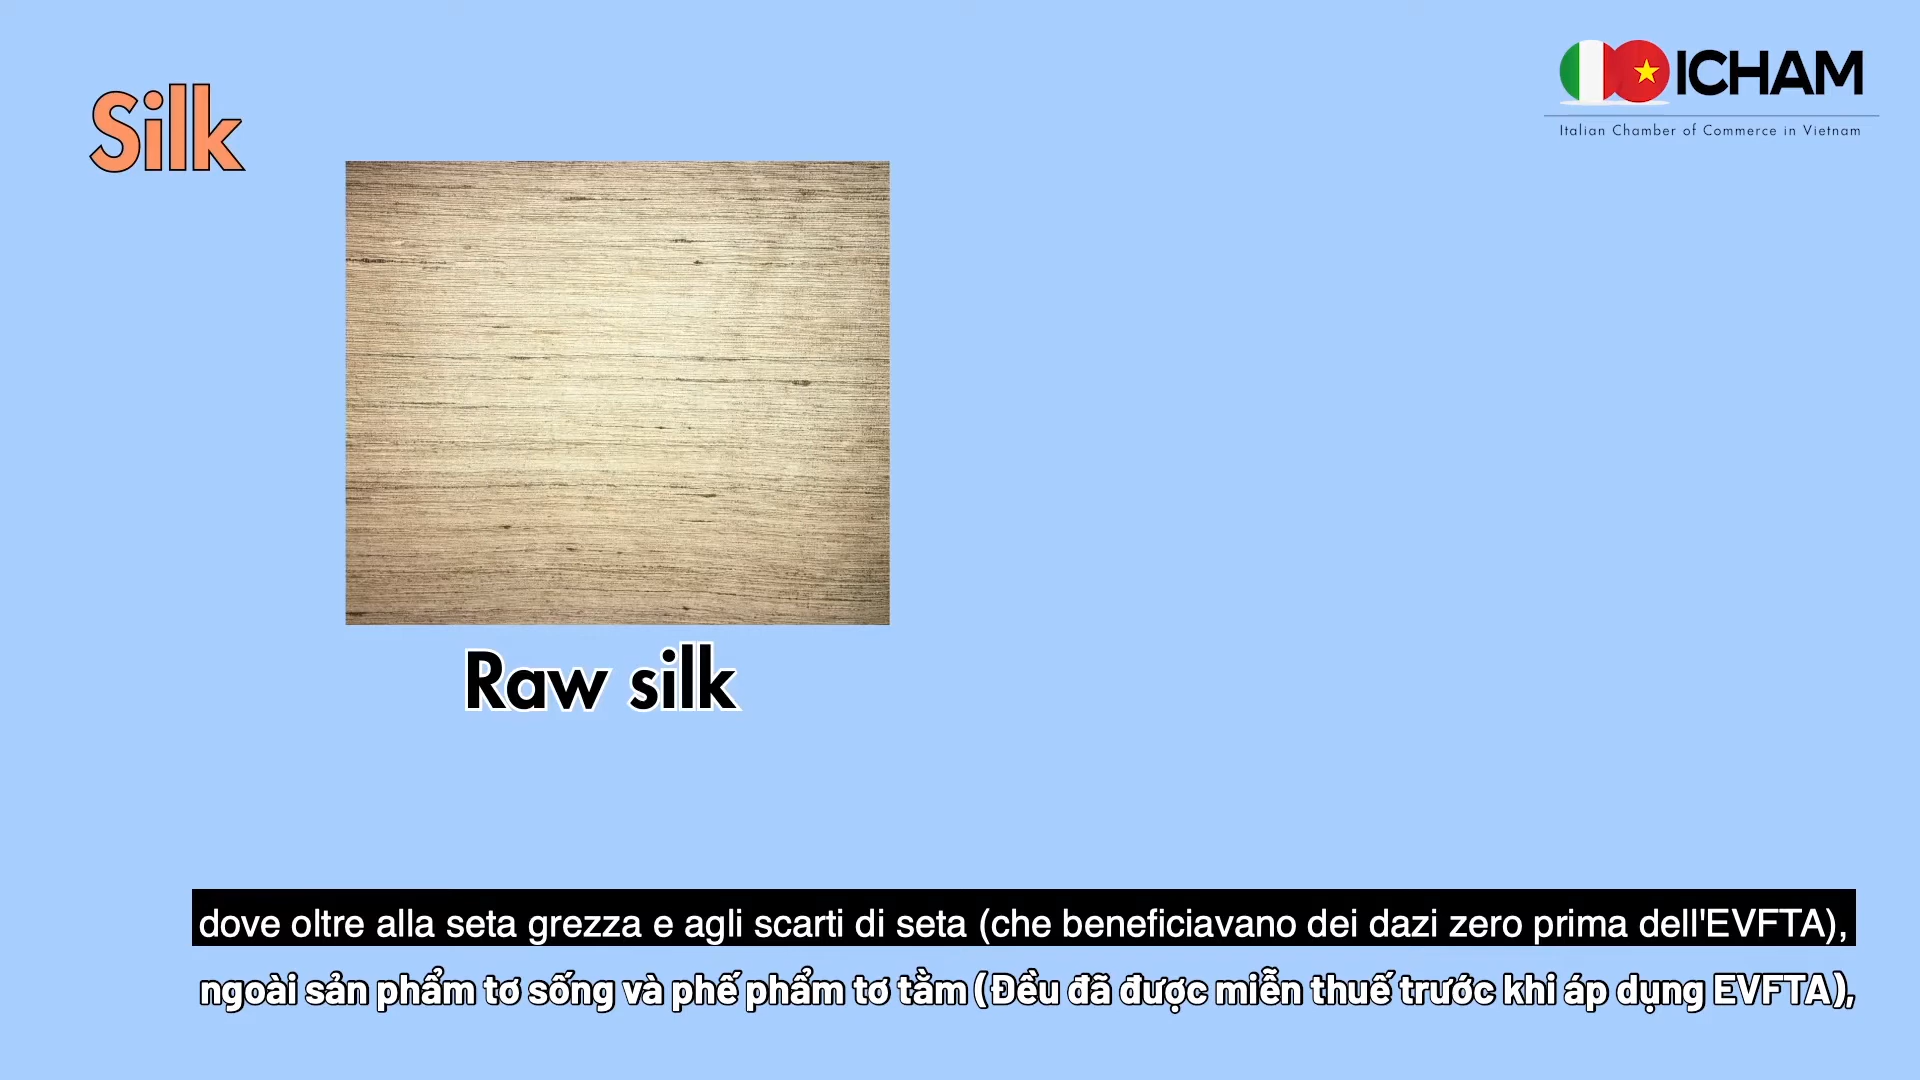 Silk
ICHAM
Italian Chamber of Commerce in Vietnam
Raw silk
dove oltre alla seta grezza e agli scarti di seta (che beneficiavano dei dazi zero prima dell'EVFTA),
ngoài sản phẩm tơ sống và phế phẩm tơ tằm (Đều đã được miễn thuế trước khi áp dụng EVFTA),